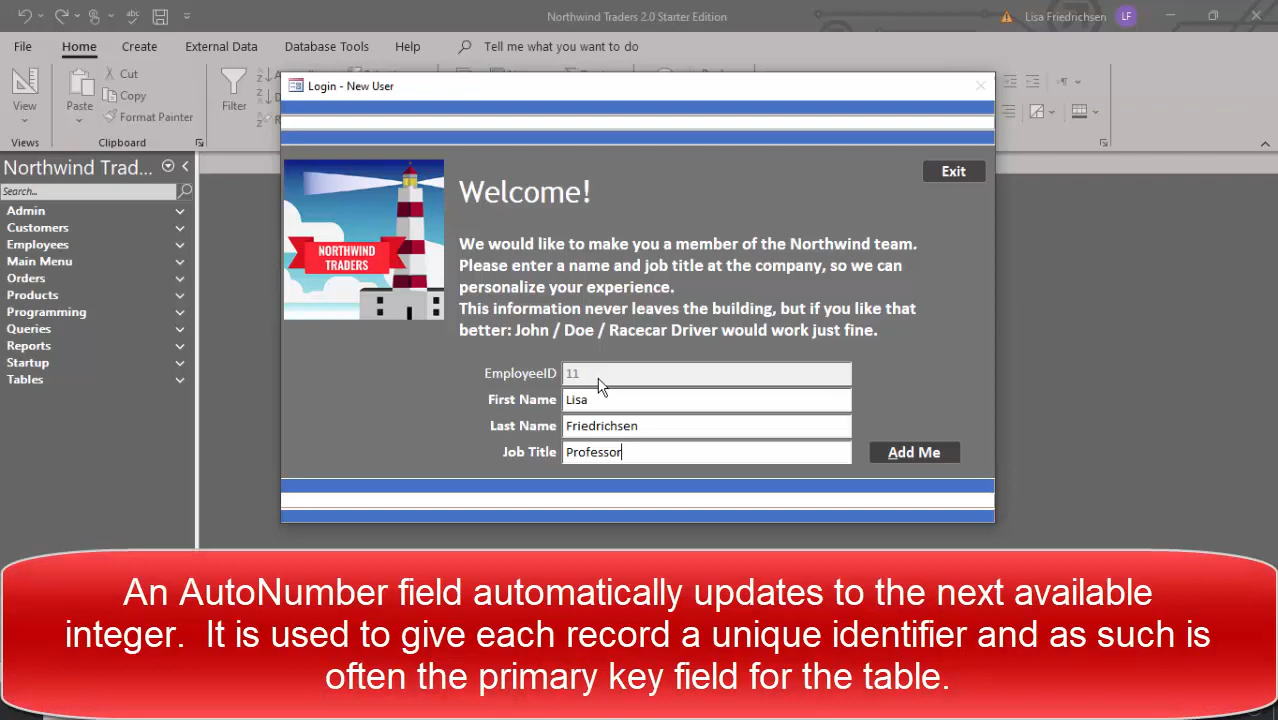 Northwind Traders 2.0 Starter Edition
Lisa Friedrichsen
LF
File
Home
Create
External Data
Database Tools
Help
Tell me what you want to do
View
Paste
Cut
Copy
Format Painter
Filter
Views
Clipboard
Login - New User
Northwind Trad...
Search...
Admin
Customers
Employees
Main Menu
Orders
Products
Programming
Queries
Reports
Startup
Tables
NORTHWIND
TRADERS
Welcome!
Exit
We would like to make you a member of the Northwind team.
Please enter a name and job title at the company, so we can
personalize your experience.
This information never leaves the building, but if you like that
better: John / Doe / Racecar Driver would work just fine.
EmployeeID 11
First Name Lisa
Last Name Friedrichsen
Job Title Professor
Add Me
An AutoNumber field automatically updates to the next available
integer. It is used to give each record a unique identifier and as such is
often the primary key field for the table.